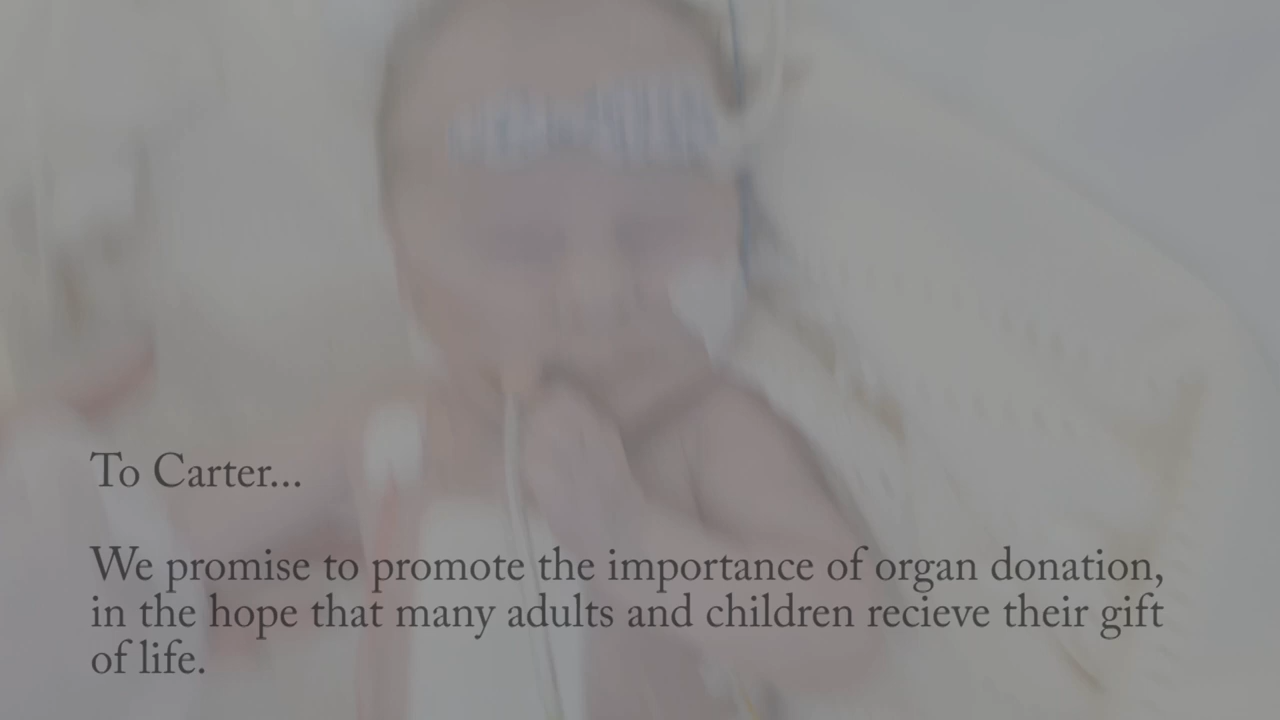 To Carter...
We promise to promote the importance of organ donation,
in the hope that many adults and children recieve their gift
of life.